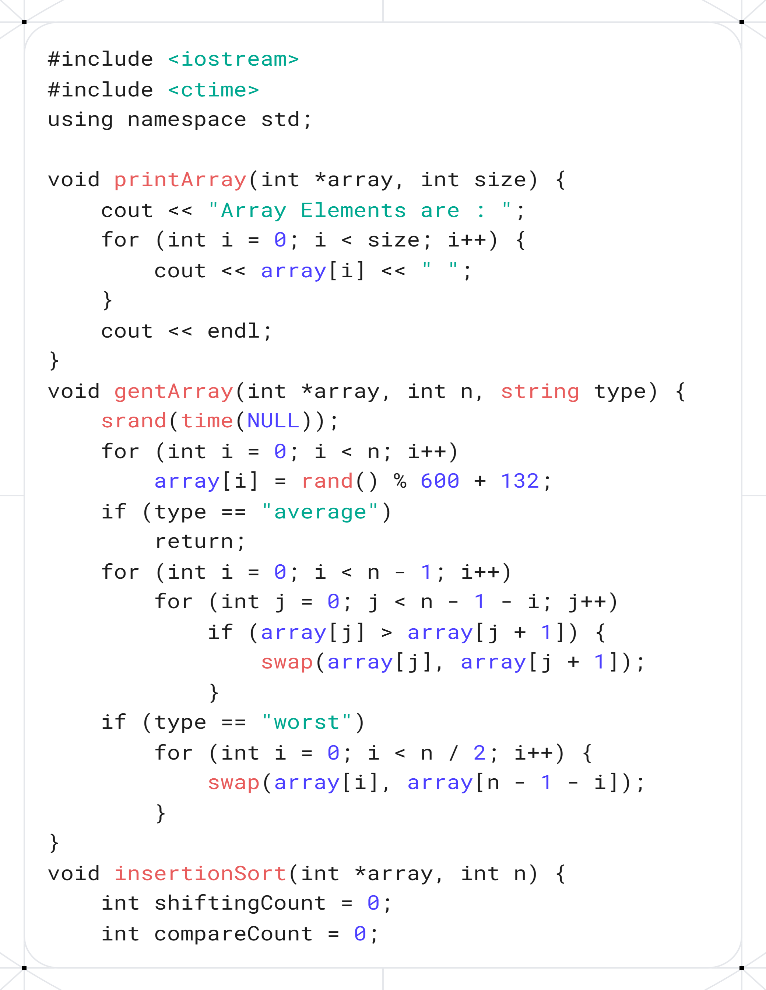 #include <iostream>
#include <ctime>
using namespace std;

void printArray(int *array, int size) {
    cout << "Array Elements are : ";
    for (int i = 0; i < size; i++) {
        cout << array[i] << " ";
    }
    cout << endl;
}
void gentArray(int *array, int n, string type) {
    srand(time(NULL));
    for (int i = 0; i < n; i++)
        array[i] = rand() % 600 + 132;
    if (type == "average")
        return;
    for (int i = 0; i < n - 1; i++)
        for (int j = 0; j < n - 1 - i; j++)
            if (array[j] > array[j + 1]) {
                swap(array[j], array[j + 1]);
            }
    if (type == "worst")
        for (int i = 0; i < n / 2; i++) {
            swap(array[i], array[n - 1 - i]);
        }
}
void insertionSort(int *array, int n) {
    int shiftingCount = 0;
    int compareCount = 0;